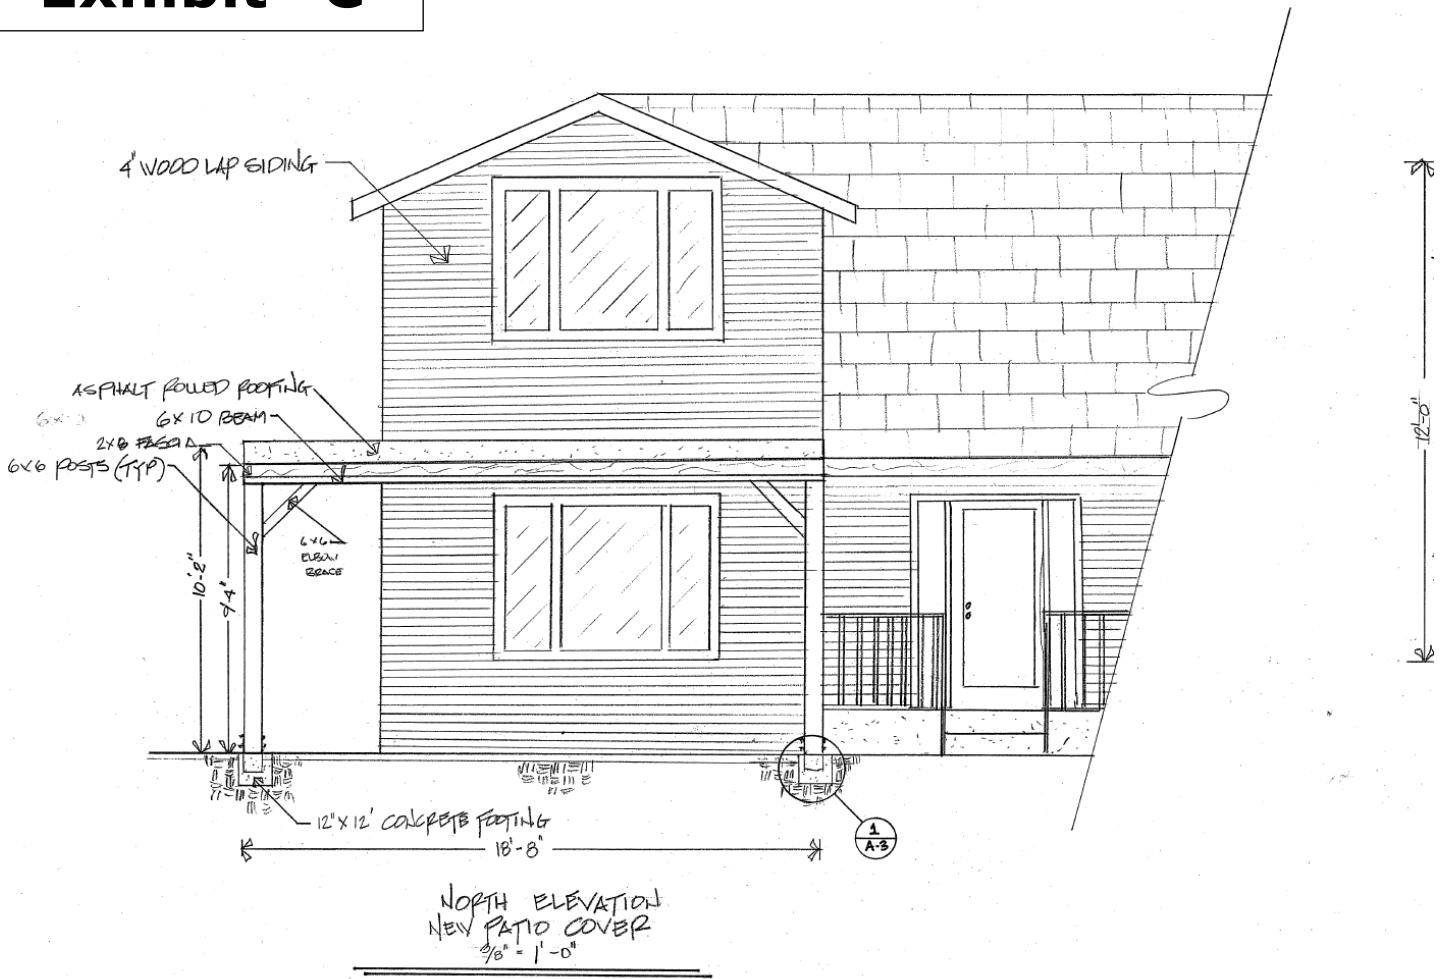 Exhibit C
4" WOOD LAP SIDING
ASPHALT ROLLED ROOFING
6X10 BEAM
2X8 FASCIA
6X6 POSTS (TYP)
6X6
ELBOW
BRACE
10'-2"
9'-4"
12'-0"
12" X 12' CONCRETE FOOTING
18'-8"
1
A-3
NORTH ELEVATION
NEW PATIO COVER
3/8" = 1'-0"